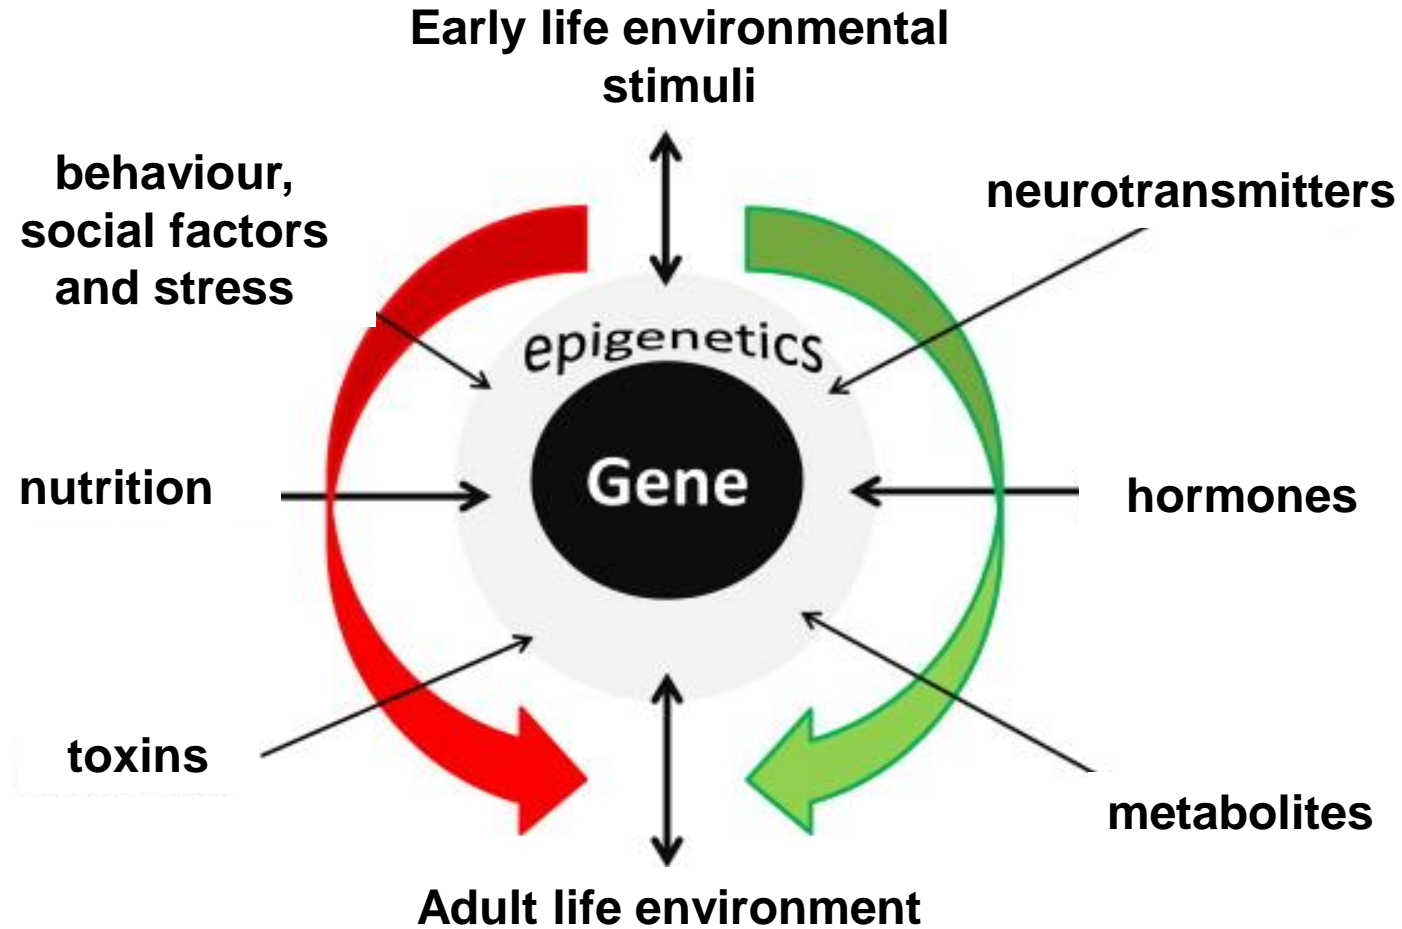 Early life environmental
stimuli
behaviour,
social factors
and stress
neurotransmitters
epigenetics
Gene
nutrition
hormones
toxins
metabolites
Adult life environment